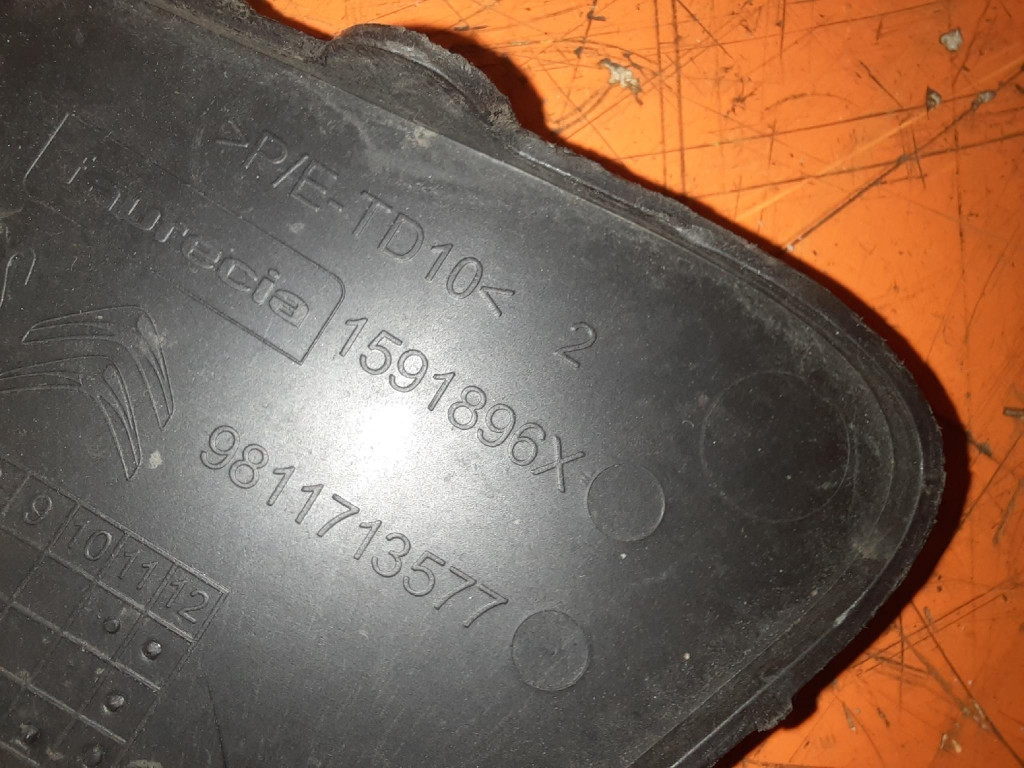 >P/E-TD10< 2
faurecia
1591896X
9811713577
9 10 11 12